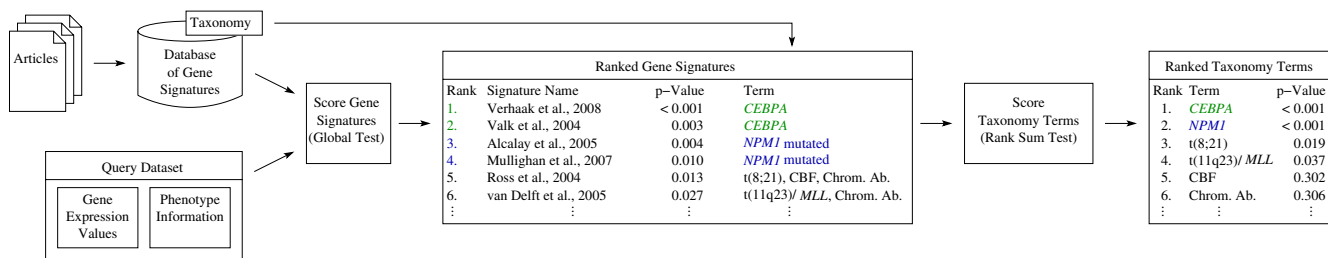 Articles
Taxonomy
Database
of Gene
Signatures
Query Dataset
Gene
Expression
Values
Phenotype
Information
Score Gene
Signatures
(Global Test)
Ranked Gene Signatures
Rank Signature Name p−Value Term
1. Verhaak et al., 2008 < 0.001 CEBPA
2. Valk et al., 2004 0.003 CEBPA
3. Alcalay et al., 2005 0.004 NPM1 mutated
4. Mullighan et al., 2007 0.010 NPM1 mutated
5. Ross et al., 2004 0.013 t(8;21), CBF, Chrom. Ab.
6. van Delft et al., 2005 0.027 t(11q23)/ MLL, Chrom. Ab.
⋮ ⋮ ⋮ ⋮
Score
Taxonomy Terms
(Rank Sum Test)
Ranked Taxonomy Terms
Rank Term p−Value
1. CEBPA < 0.001
2. NPM1 < 0.001
3. t(8;21) 0.019
4. t(11q23)/ MLL 0.037
5. CBF 0.302
6. Chrom. Ab. 0.306
⋮ ⋮ ⋮